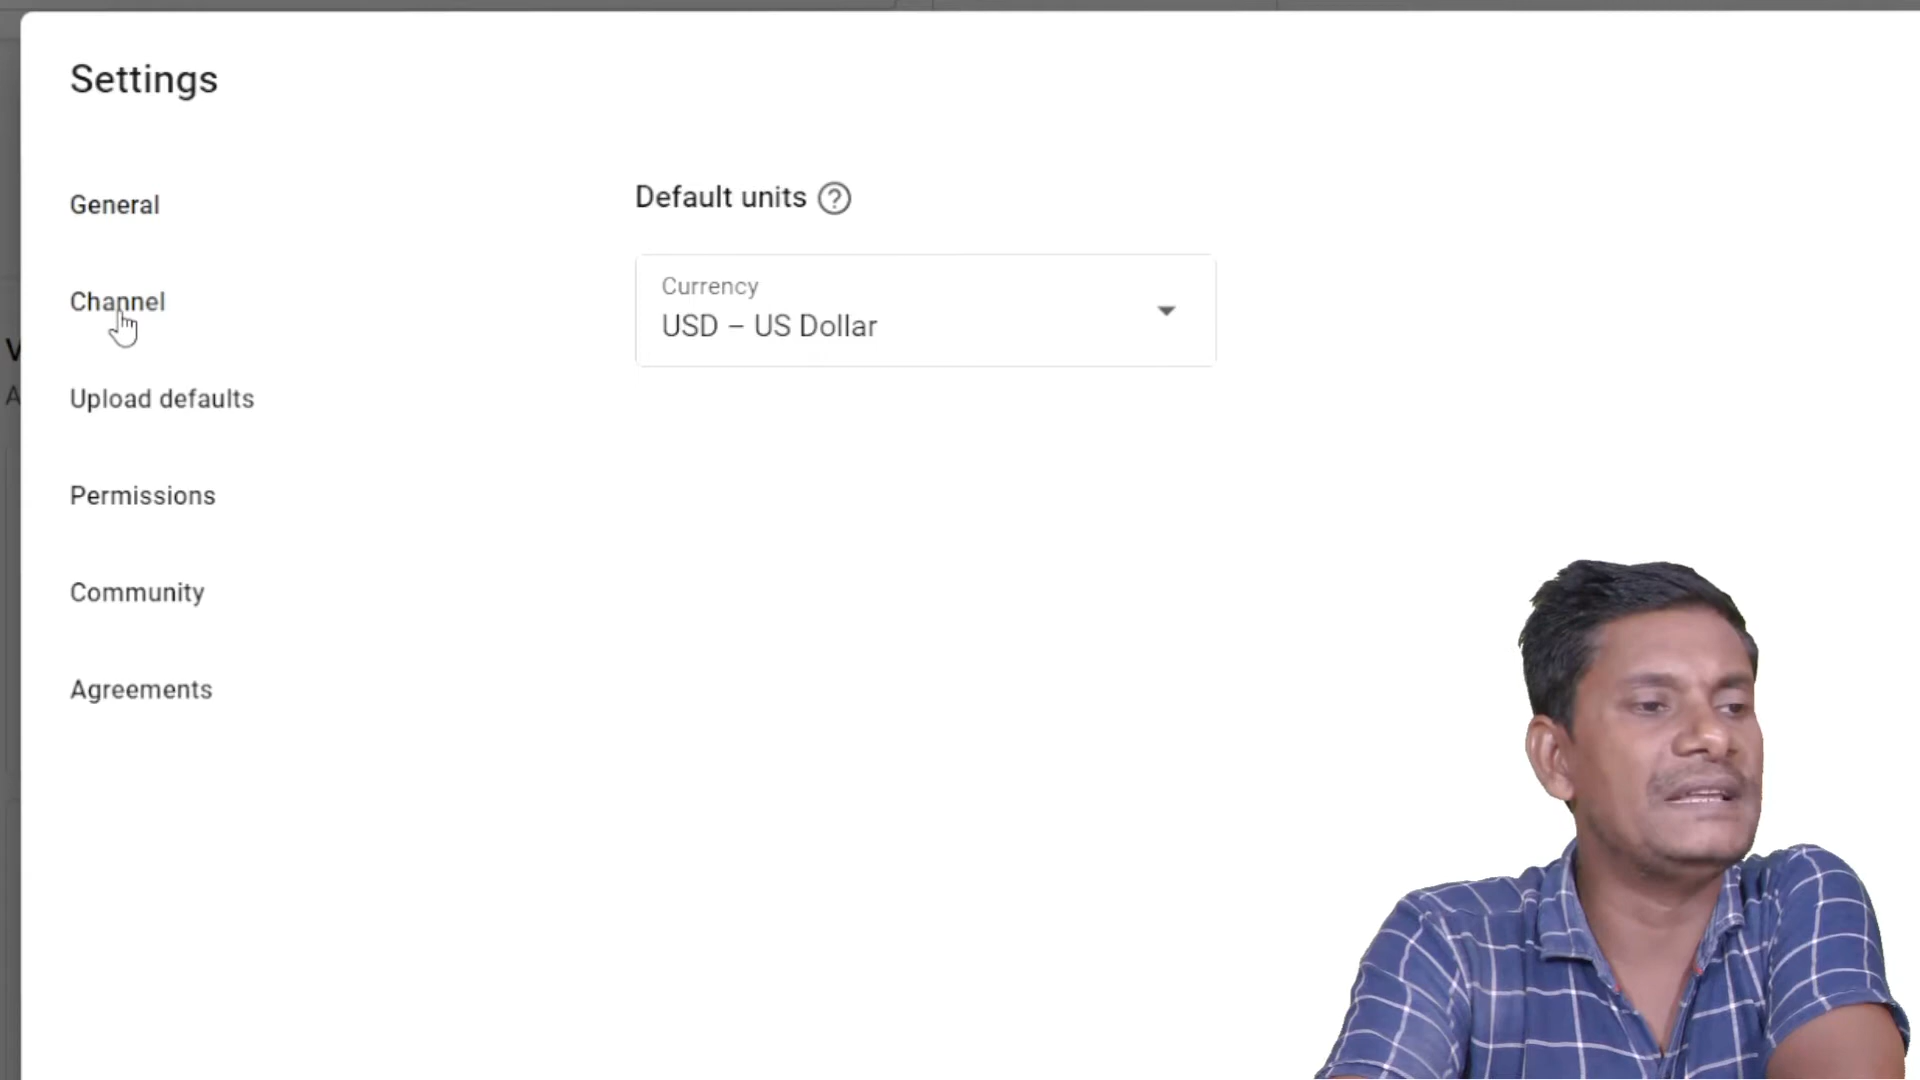 Settings
General
Channel
Upload defaults
Permissions
Community
Agreements
Default units
Currency
USD – US Dollar